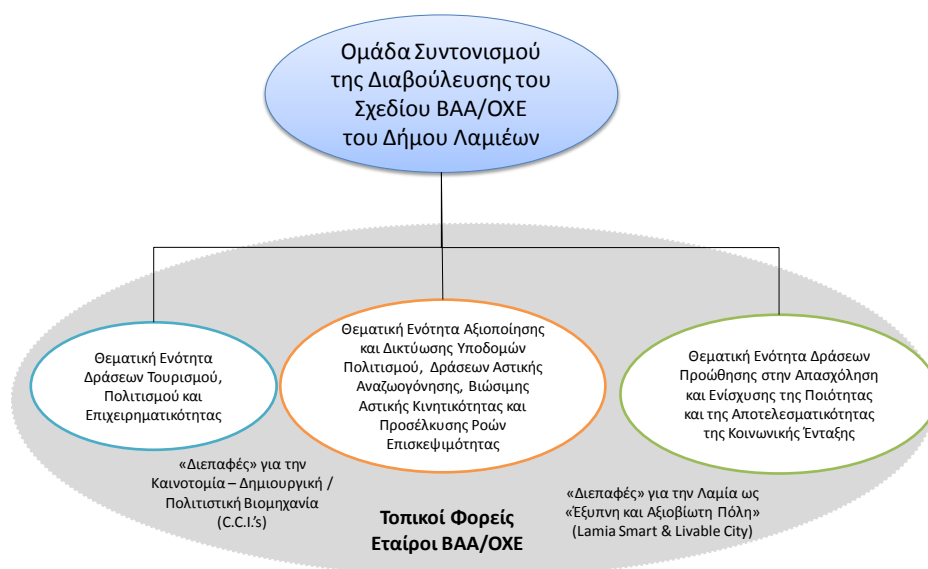 Ομάδα Συντονισμού
της Διαβούλευσης του
Σχεδίου ΒΑΑ/ΟΧΕ
του Δήμου Λαμιέων
Θεματική Ενότητα
Δράσεων Τουρισμού,
Πολιτισμού και
Επιχειρηματικότητας
Θεματική Ενότητα Αξιοποίησης
και Δικτύωσης Υποδομών
Πολιτισμού, Δράσεων Αστικής
Αναζωογόνησης, Βιώσιμης
Αστικής Κινητικότητας και
Προσέλκυσης Ροών
Επισκεψιμότητας
Θεματική Ενότητα Δράσεων
Προώθησης στην Απασχόληση
και Ενίσχυσης της Ποιότητας
και της Αποτελεσματικότητας
της Κοινωνικής Ένταξης
«Διεπαφές» για την
Καινοτομία – Δημιουργική /
Πολιτιστική Βιομηχανία
(C.C.I.’s)
Τοπικοί Φορείς
Εταίροι ΒΑΑ/ΟΧΕ
«Διεπαφές» για την Λαμία ως
«Έξυπνη και Αξιοβίωτη Πόλη»
(Lamia Smart & Livable City)